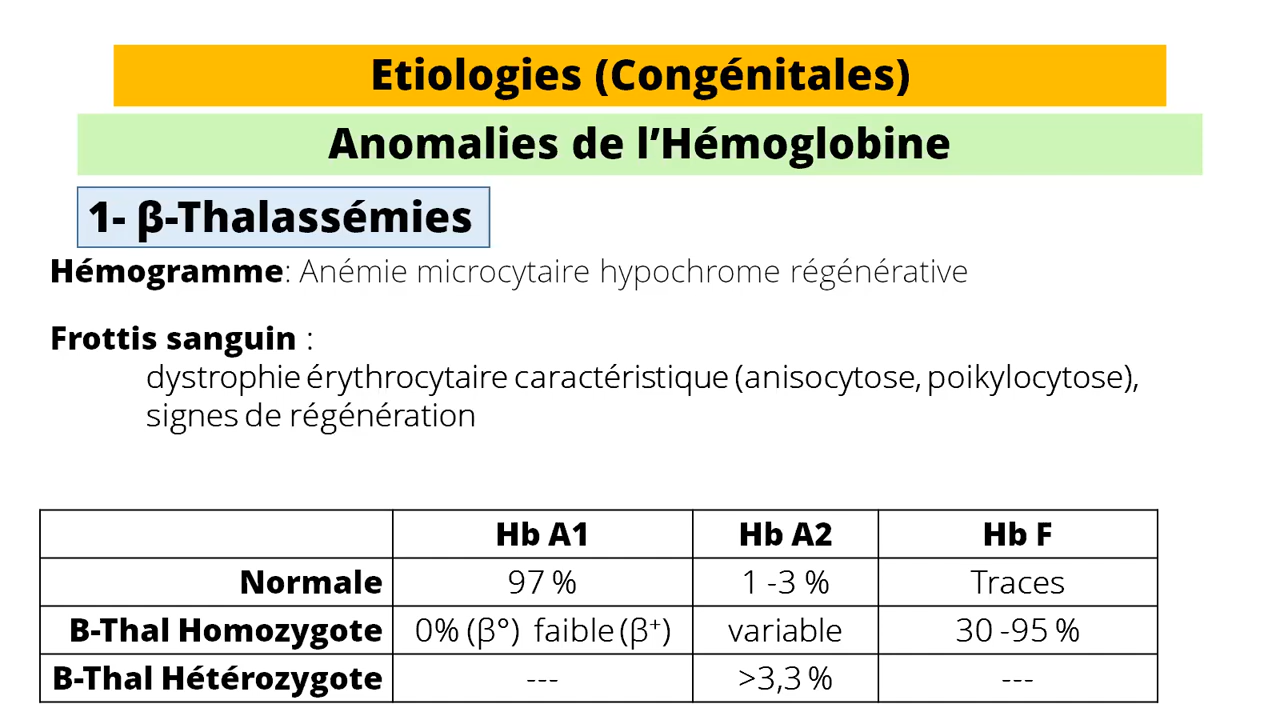 Etiologies (Congénitales)
Anomalies de l’Hémoglobine
1- β-Thalassémies
Hémogramme: Anémie microcytaire hypochrome régénérative
Frottis sanguin :
dystrophie érythrocytaire caractéristique (anisocytose, poikylocytose),
signes de régénération
Hb A1 Hb A2 Hb F
Normale 97 % 1 -3 % Traces
B-Thal Homozygote 0% (β°) faible (β⁺) variable 30 -95 %
B-Thal Hétérozygote --- >3,3 % ---